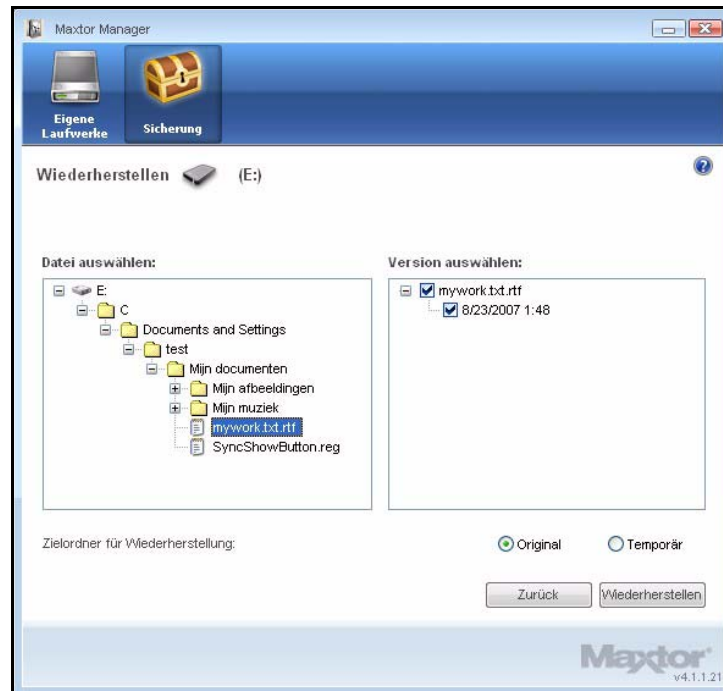 Maxtor Manager
Eigene
Laufwerke
Sicherung
Wiederherstellen (E:)
Datei auswählen:
E:
C
Documents and Settings
test
Mijn documenten
Mijn afbeeldingen
Mijn muziek
mywork.txt.rtf
SyncShowButton.reg
Version auswählen:
mywork.txt.rtf
8/23/2007 1:48
Zielordner für Wiederherstellung:
Original
Temporär
Zurück
Wiederherstellen
Maxtor
v4.1.1.21